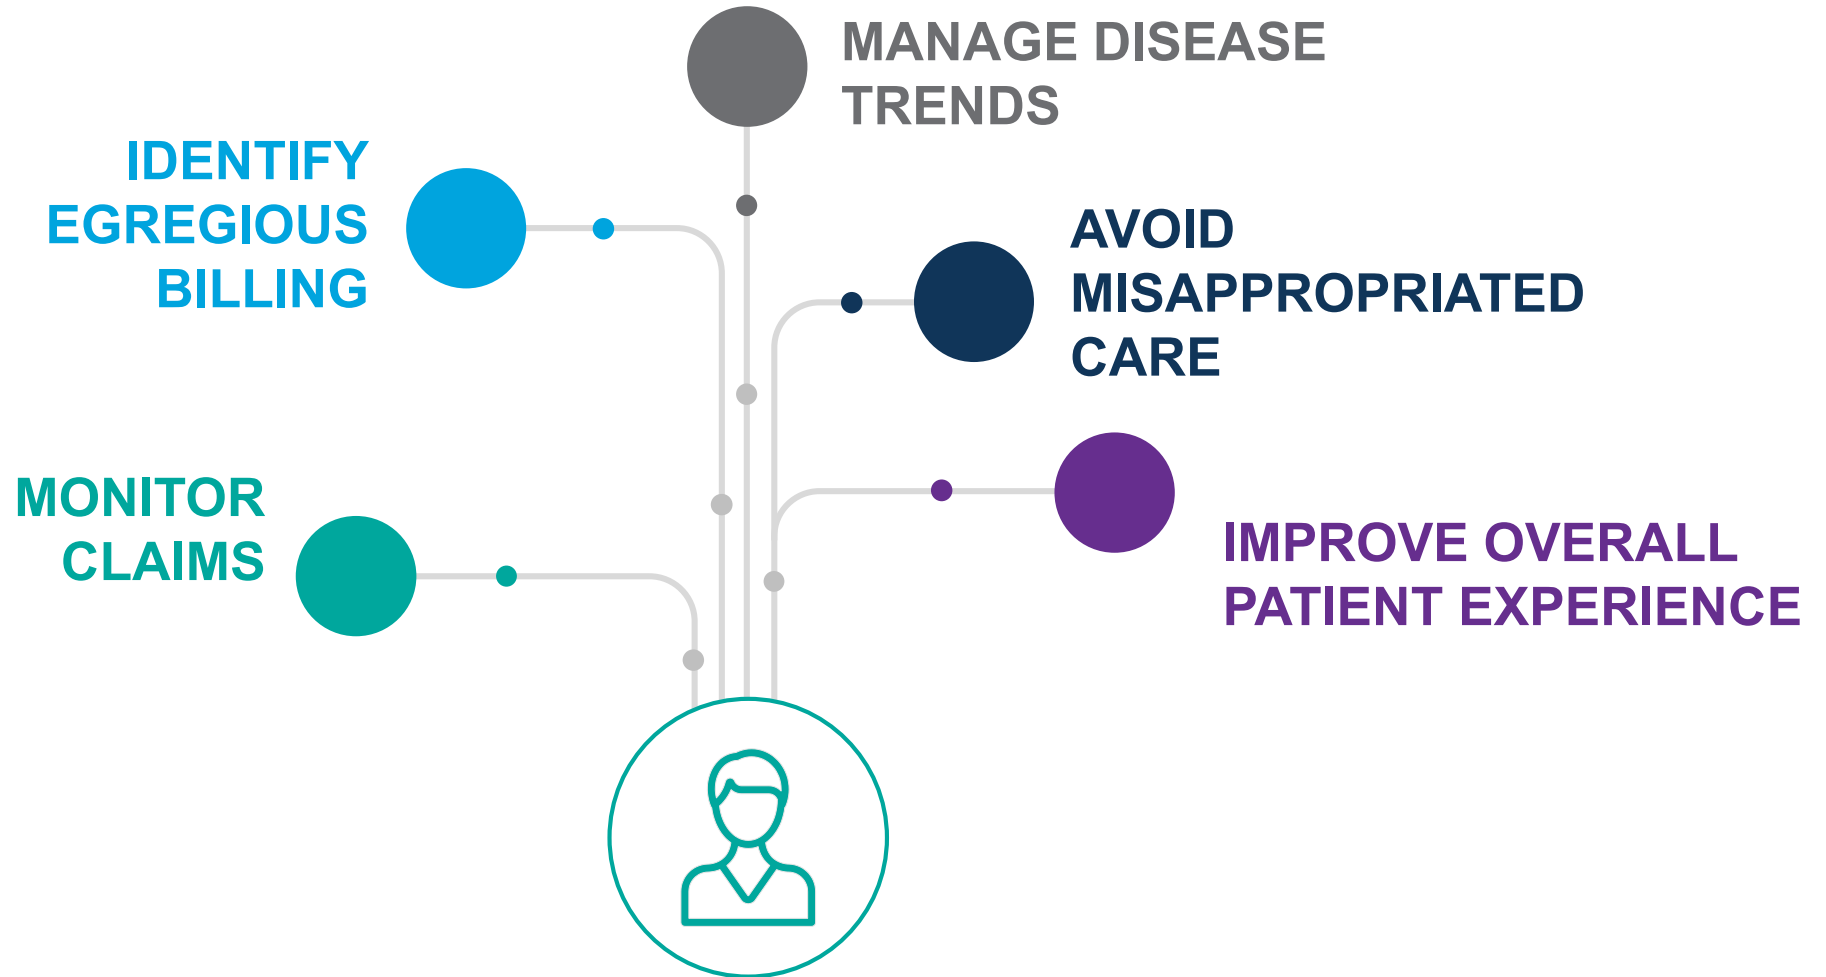 MANAGE DISEASE
TRENDS
IDENTIFY
EGREGIOUS
BILLING
AVOID
MISAPPROPRIATED
CARE
MONITOR
CLAIMS
IMPROVE OVERALL
PATIENT EXPERIENCE